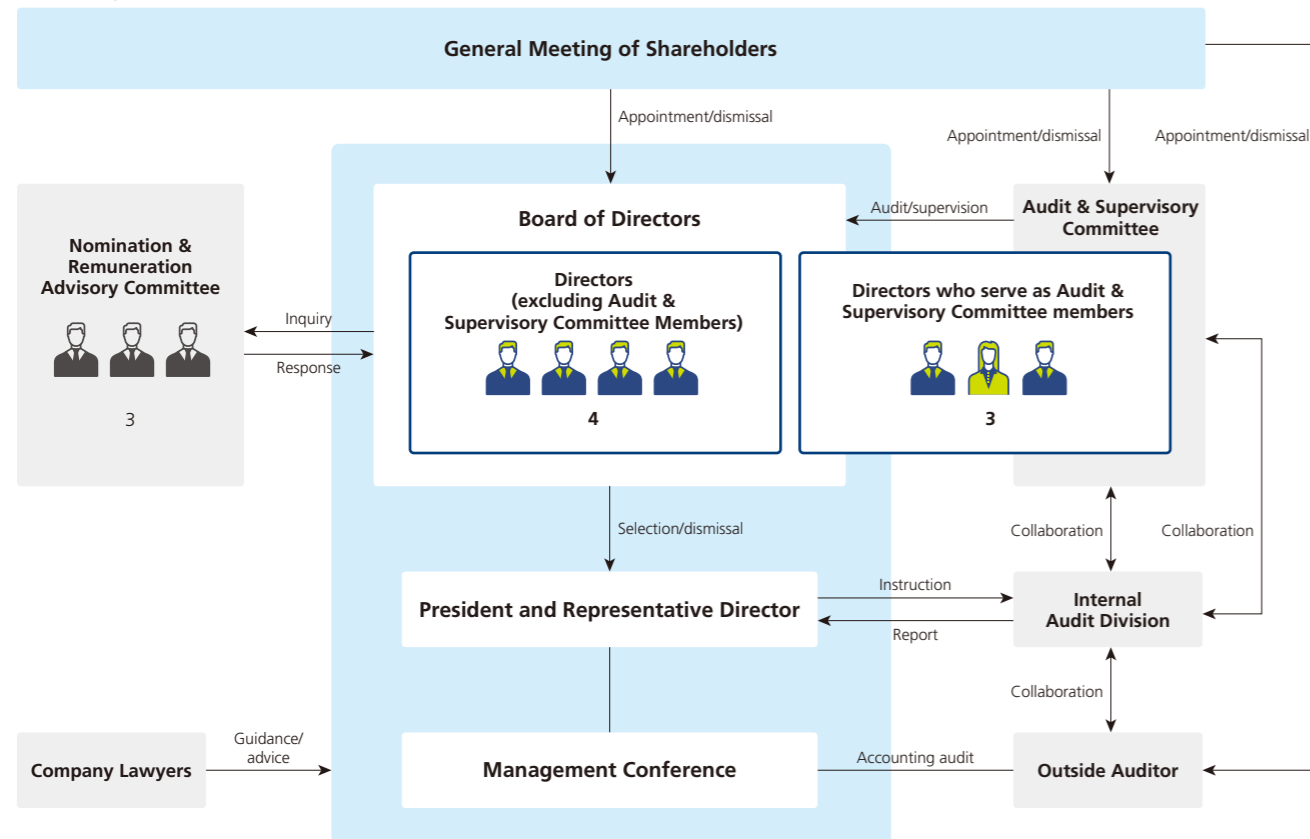 General Meeting of Shareholders
Appointment/dismissal
Appointment/dismissal
Appointment/dismissal
Nomination &
Remuneration
Advisory Committee
3
Inquiry
Response
Board of Directors
Directors
(excluding Audit &
Supervisory Committee Members)
4
Audit/supervision
Audit & Supervisory
Committee
Directors who serve as Audit &
Supervisory Committee members
3
Selection/dismissal
Collaboration
Collaboration
President and Representative Director
Instruction
Report
Internal
Audit Division
Collaboration
Company Lawyers
Guidance/
advice
Management Conference
Accounting audit
Outside Auditor